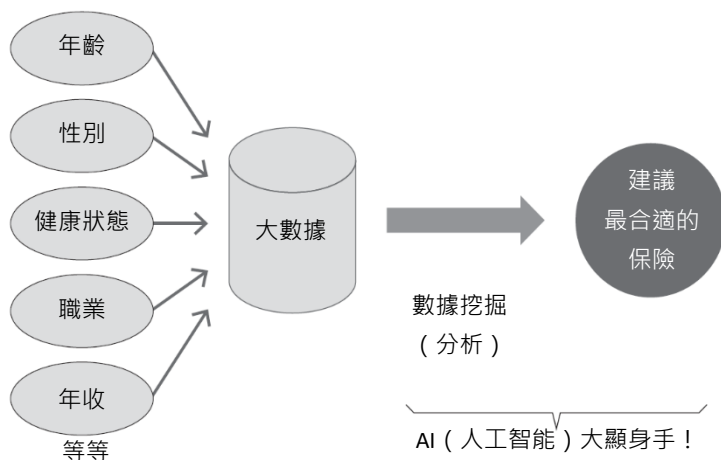 年齡
性別
健康狀態
職業
年收
等等
大數據
數據挖掘
（分析）
建議
最合適的
保險
AI（人工智能）大顯身手！